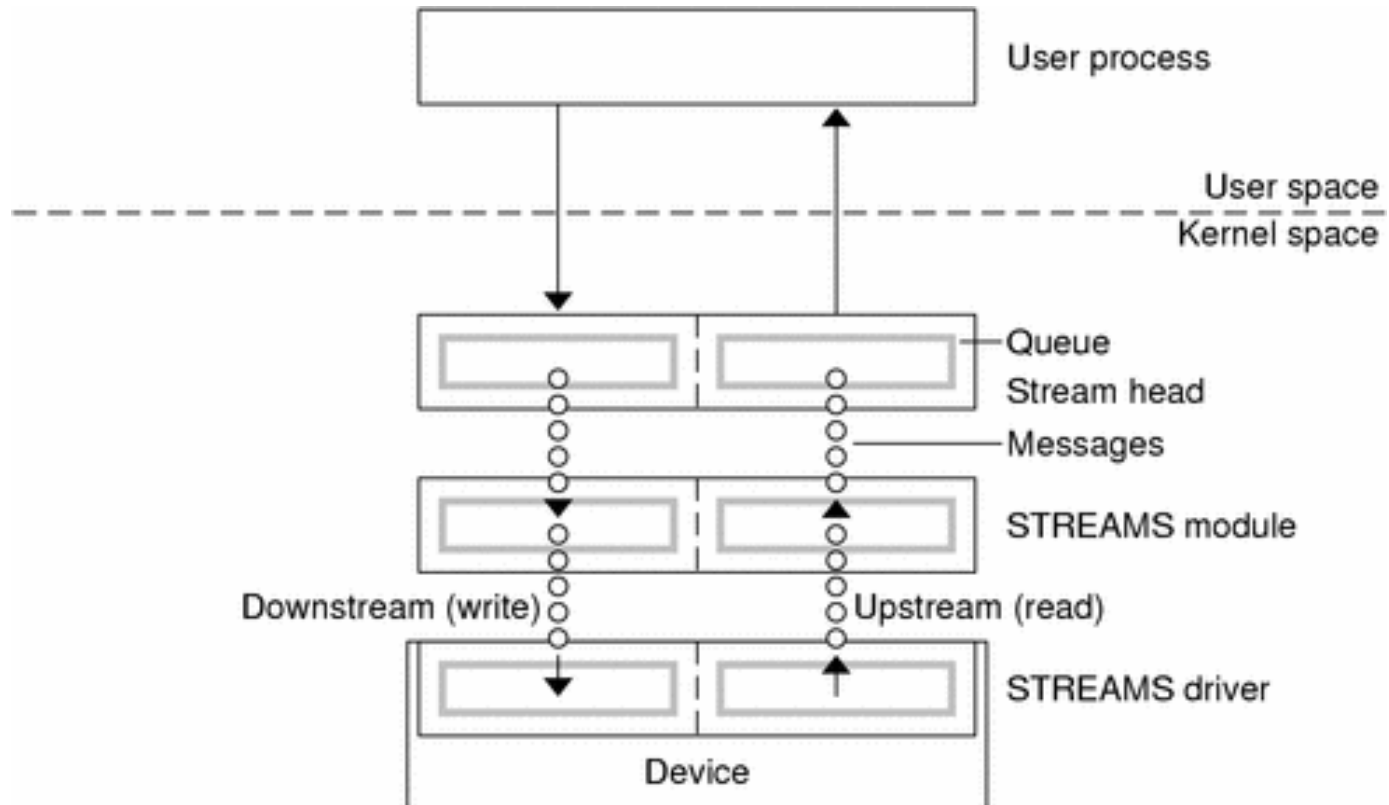 User process
User space
Kernel space
Queue
Stream head
Messages
STREAMS module
Downstream (write)
Upstream (read)
STREAMS driver
Device